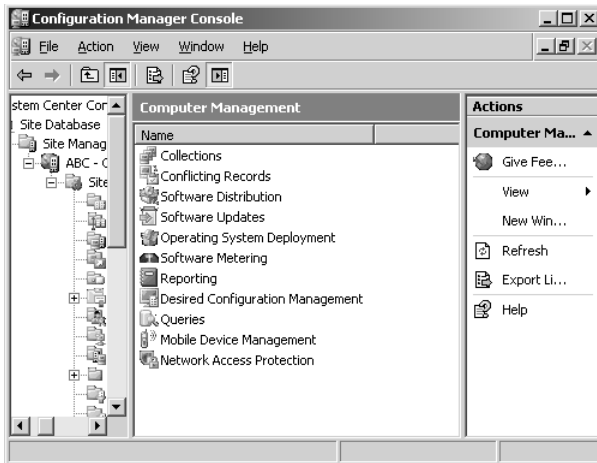 Configuration Manager Console
File Action View Window Help
stem Center Cor
Site Database
Site Manag
ABC - C
Site
Computer Management
Name
Collections
Conflicting Records
Software Distribution
Software Updates
Operating System Deployment
Software Metering
Reporting
Desired Configuration Management
Queries
Mobile Device Management
Network Access Protection
Actions
Computer Ma...
Give Fee...
View
New Win...
Refresh
Export Li...
Help